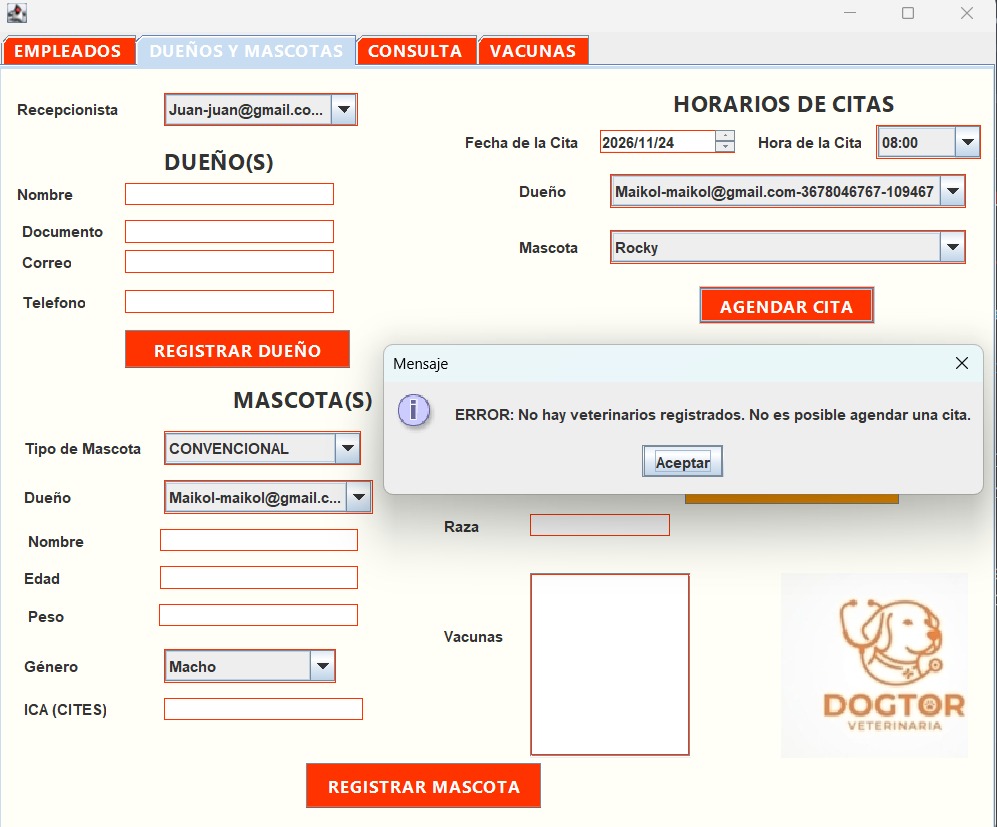 EMPLEADOS
DUEÑOS Y MASCOTAS
CONSULTA
VACUNAS
Recepcionista
Juan-juan@gmail.co...
DUEÑO(S)
Nombre
Documento
Correo
Telefono
REGISTRAR DUEÑO
HORARIOS DE CITAS
Fecha de la Cita
2026/11/24
Hora de la Cita
08:00
Dueño
Maikol-maikol@gmail.com-3678046767-109467
Mascota
Rocky
AGENDAR CITA
Mensaje
ERROR: No hay veterinarios registrados. No es posible agendar una cita.
Aceptar
MASCOTA(S)
Tipo de Mascota
CONVENCIONAL
Dueño
Maikol-maikol@gmail.c...
Nombre
Edad
Peso
Género
Macho
ICA (CITES)
Raza
Vacunas
DOGTOR
VETERINARIA
REGISTRAR MASCOTA